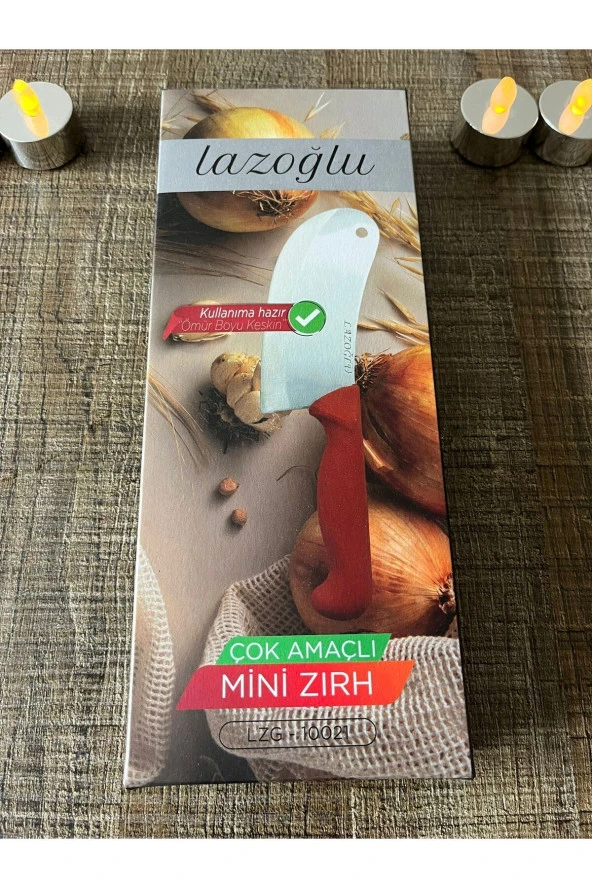 lazoğlu
Kullanıma hazır
"Ömür Boyu Keskin"
LAZOĞLU
ÇOK AMAÇLI
MİNİ ZIRH
LZG - 10021